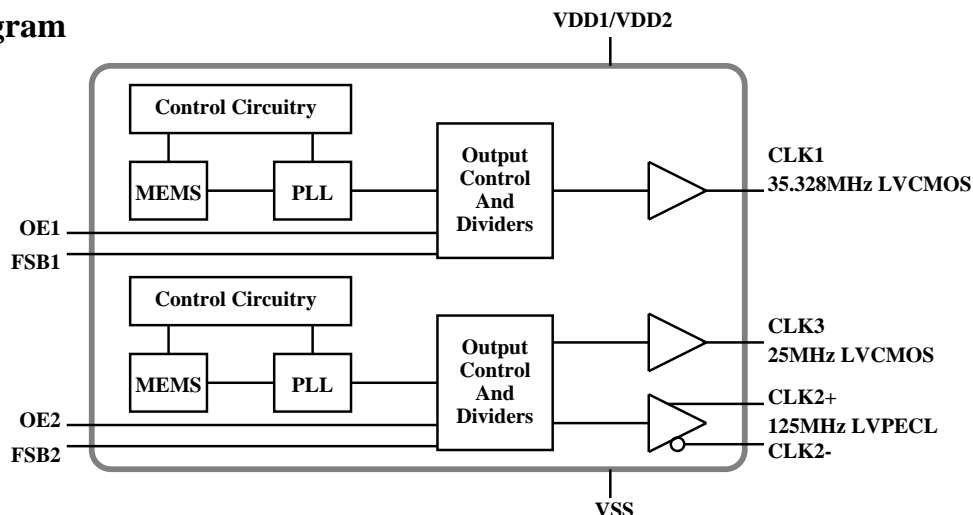 gram
VDD1/VDD2
Control Circuitry
MEMS
PLL
Output
Control
And
Dividers
CLK1
35.328MHz LVCMOS
OE1
FSB1
Control Circuitry
MEMS
PLL
Output
Control
And
Dividers
CLK3
25MHz LVCMOS
CLK2+
125MHz LVPECL
CLK2-
OE2
FSB2
VSS